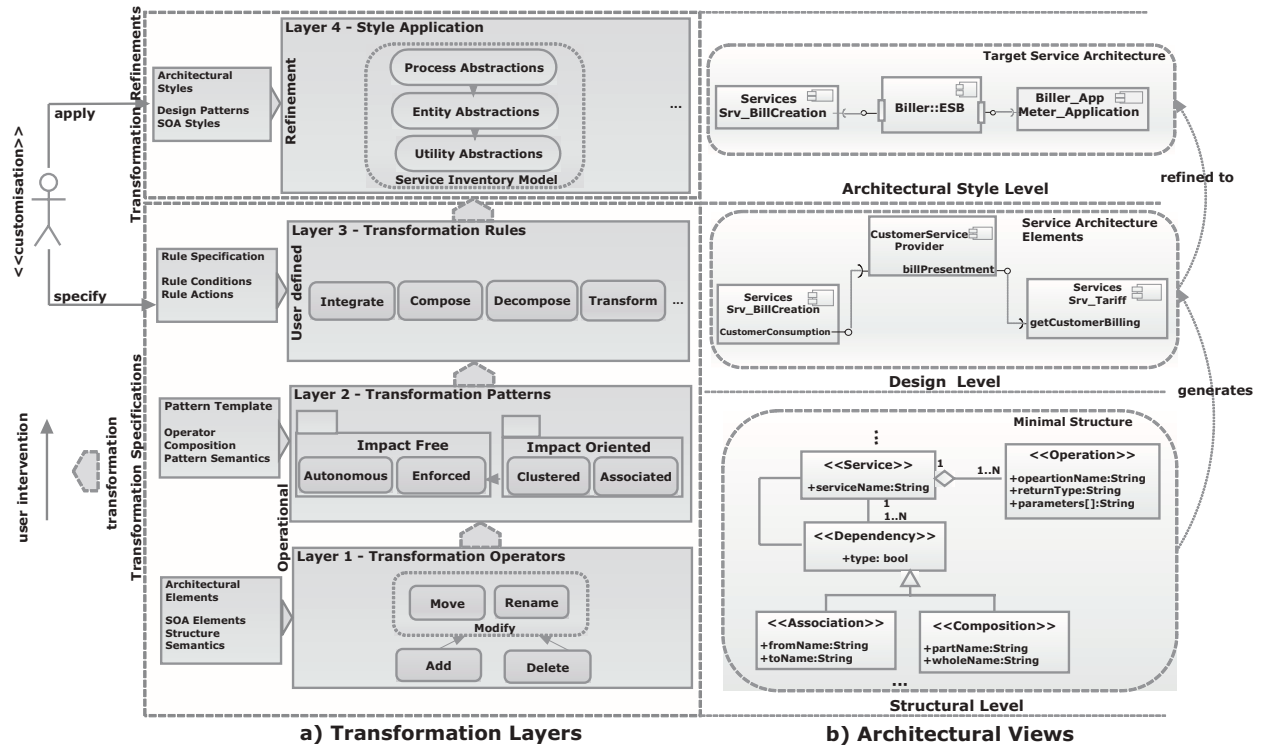 <<customisation>>
apply
specify
user intervention
transformation
Transformation Refinements
Transformation Specifications
Architectural
Styles
Design Patterns
SOA Styles
Layer 4 - Style Application
Refinement
Process Abstractions
Entity Abstractions
Utility Abstractions
Service Inventory Model
...
Rule Specification
Rule Conditions
Rule Actions
Layer 3 - Transformation Rules
User defined
Integrate
Compose
Decompose
Transform
...
Pattern Template
Operator
Composition
Pattern Semantics
Operational
Layer 2 - Transformation Patterns
Impact Free
Autonomous
Enforced
Impact Oriented
Clustered
Associated
Architectural
Elements
SOA Elements
Structure
Semantics
Layer 1 - Transformation Operators
Move
Rename
Modify
Add
Delete
a) Transformation Layers
Target Service Architecture
Services
Srv_BillCreation
Biller::ESB
Biller_App
Meter_Application
Architectural Style Level
refined to
Service Architecture
Elements
CustomerService
Provider
billPresentment
Services
Srv_BillCreation
CustomerConsumption
Services
Srv_Tariff
getCustomerBilling
Design Level
generates
Minimal Structure
...
<<Service>>
+serviceName:String
1
1..N
<<Operation>>
+opeartionName:String
+returnType:String
+parameters[]:String
1
1..N
<<Dependency>>
+type: bool
<<Association>>
+fromName:String
+toName:String
<<Composition>>
+partName:String
+wholeName:String
...
Structural Level
b) Architectural Views